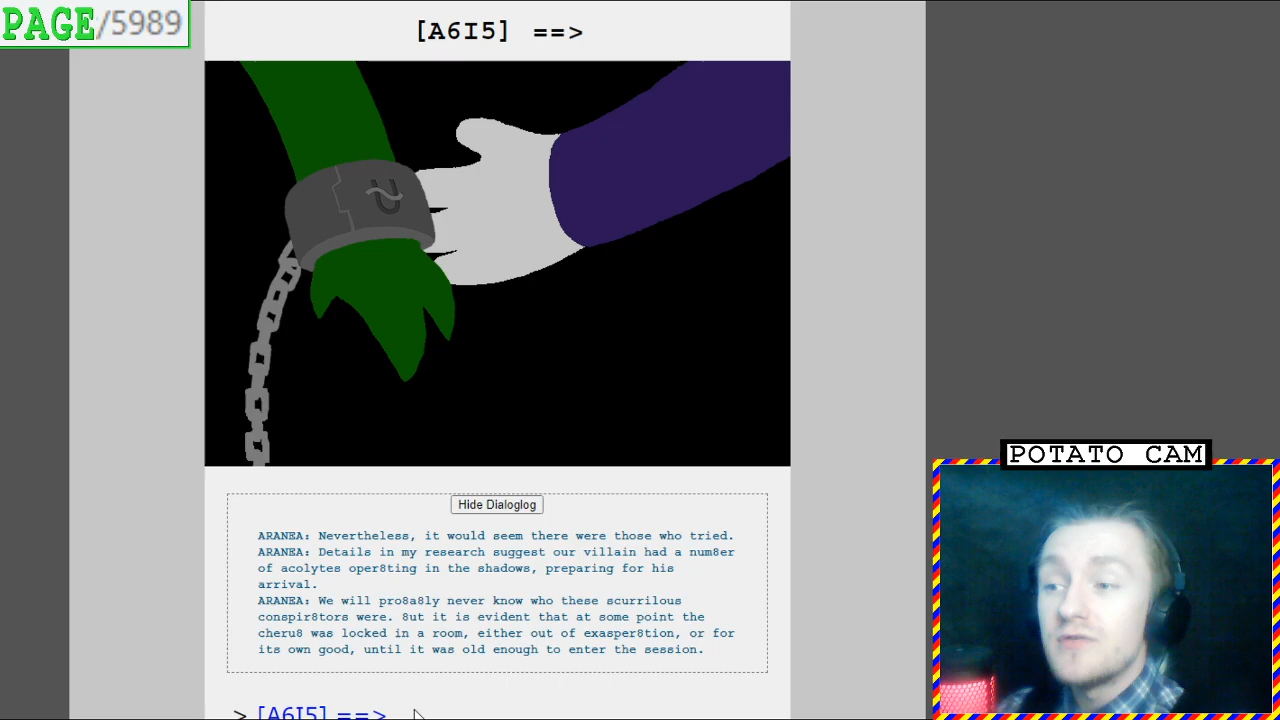 PAGE/5989
[A6I5] ==>
Hide Dialoglog
ARANEA: Nevertheless, it would seem there were those who tried.
ARANEA: Details in my research suggest our villain had a num8er
of acolytes oper8ting in the shadows, preparing for his
arrival.
ARANEA: We will pro8a8ly never know who these scurrilous
conspir8tors were. 8ut it is evident that at some point the
cheru8 was locked in a room, either out of exasper8tion, or for
its own good, until it was old enough to enter the session.
> [A6I5] ==>
POTATO CAM